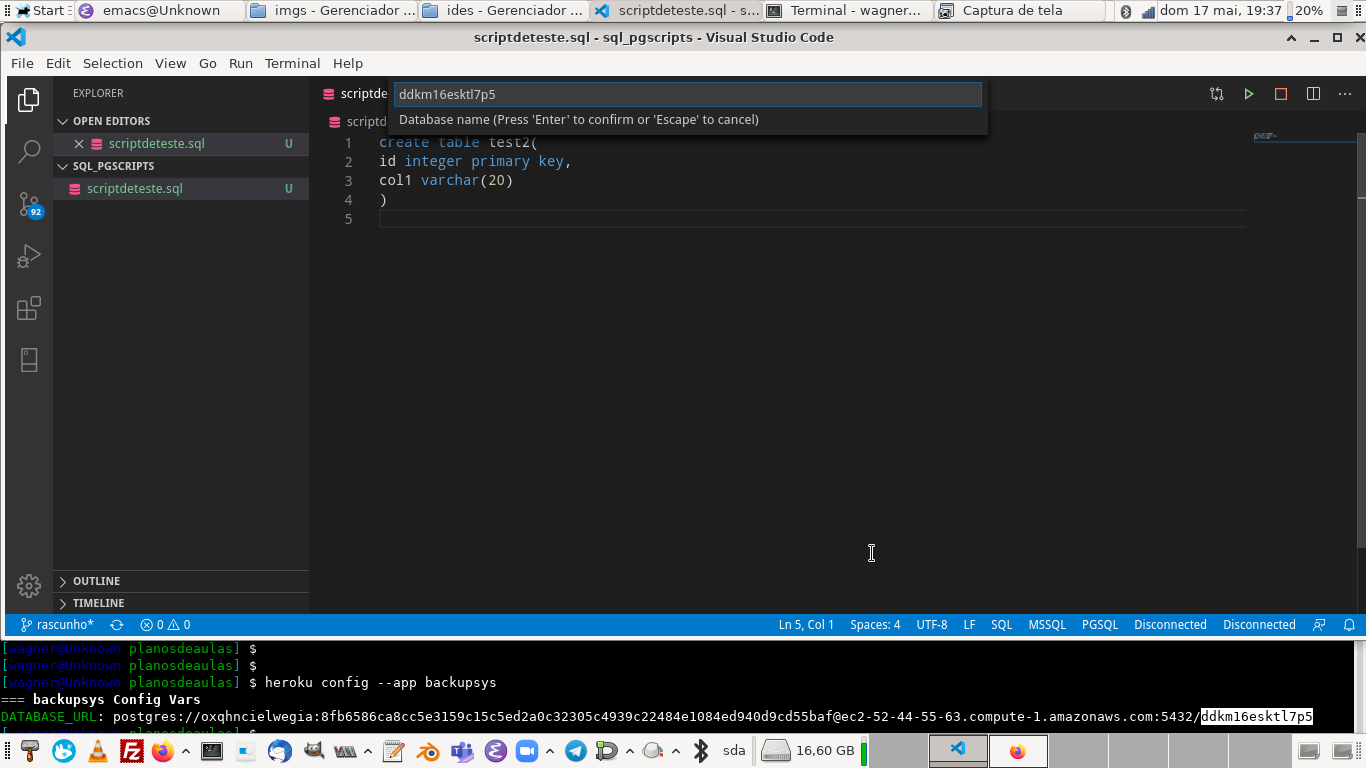 Start
emacs@Unknown
imgs - Gerenciador ...
ides - Gerenciador ...
scriptdeteste.sql - s...
Terminal - wagner...
Captura de tela
dom 17 mai, 19:37
20%
scriptdeteste.sql - sql_pgscripts - Visual Studio Code
File Edit Selection View Go Run Terminal Help
EXPLORER
OPEN EDITORS
scriptdeteste.sql U
SQL_PGSCRIPTS
scriptdeteste.sql U
92
OUTLINE
TIMELINE
scriptde
ddkm16esktl7p5
Database name (Press 'Enter' to confirm or 'Escape' to cancel)
scriptd
1 create table test2(
2 id integer primary key,
3 col1 varchar(20)
4 )
5
rascunho* 0 0 Ln 5, Col 1 Spaces: 4 UTF-8 LF SQL MSSQL PGSQL Disconnected Disconnected
[wagner@Unknown planosdeaulas] $
[wagner@Unknown planosdeaulas] $
[wagner@Unknown planosdeaulas] $ heroku config --app backupsys
=== backupsys Config Vars
DATABASE_URL: postgres://oxqhncielwegia:8fb6586ca8cc5e3159c15c5ed2a0c32305c4939c22484e1084ed940d9cd55baf@ec2-52-44-55-63.compute-1.amazonaws.com:5432/ddkm16esktl7p5
sda 16,60 GB